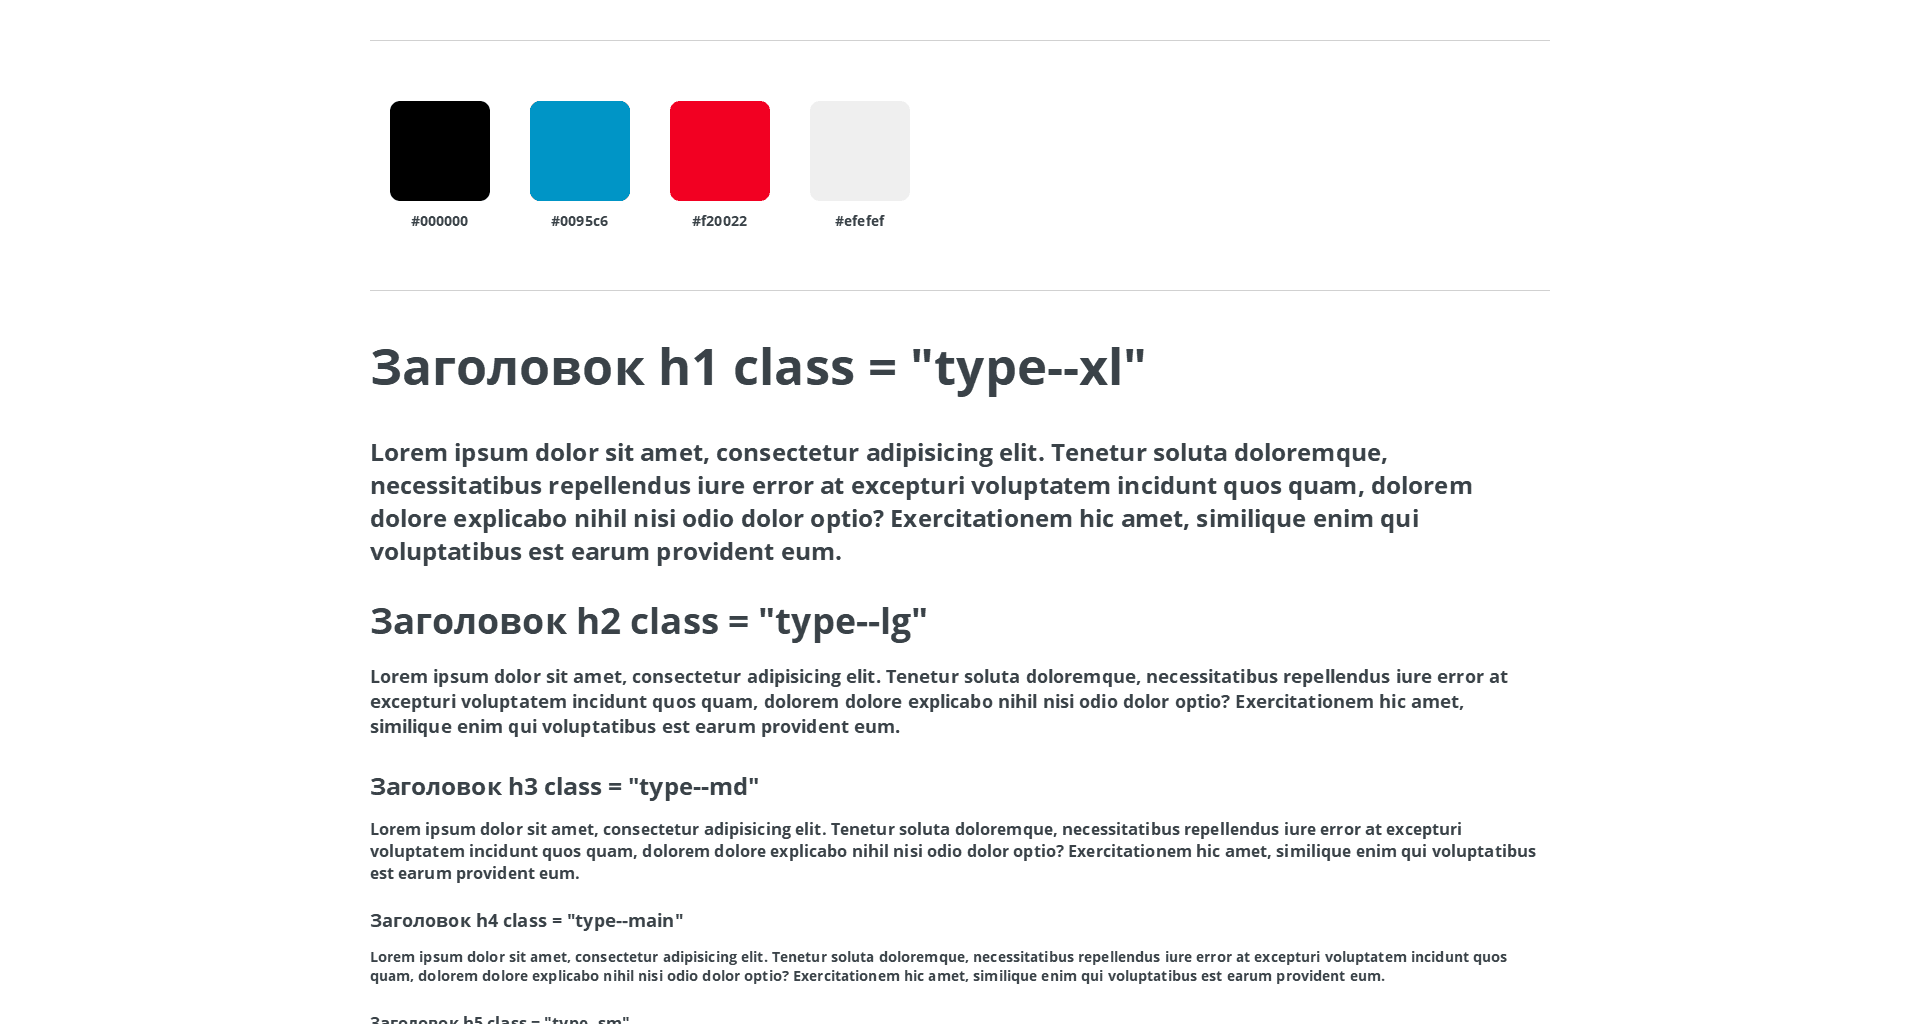 #000000 #0095c6 #f20022 #efefef
Заголовок h1 class = "type--xl"
Lorem ipsum dolor sit amet, consectetur adipisicing elit. Tenetur soluta doloremque,
necessitatibus repellendus iure error at excepturi voluptatem incidunt quos quam, dolorem
dolore explicabo nihil nisi odio dolor optio? Exercitationem hic amet, similique enim qui
voluptatibus est earum provident eum.
Заголовок h2 class = "type--lg"
Lorem ipsum dolor sit amet, consectetur adipisicing elit. Tenetur soluta doloremque, necessitatibus repellendus iure error at
excepturi voluptatem incidunt quos quam, dolorem dolore explicabo nihil nisi odio dolor optio? Exercitationem hic amet,
similique enim qui voluptatibus est earum provident eum.
Заголовок h3 class = "type--md"
Lorem ipsum dolor sit amet, consectetur adipisicing elit. Tenetur soluta doloremque, necessitatibus repellendus iure error at excepturi
voluptatem incidunt quos quam, dolorem dolore explicabo nihil nisi odio dolor optio? Exercitationem hic amet, similique enim qui voluptatibus
est earum provident eum.
Заголовок h4 class = "type--main"
Lorem ipsum dolor sit amet, consectetur adipisicing elit. Tenetur soluta doloremque, necessitatibus repellendus iure error at excepturi voluptatem incidunt quos
quam, dolorem dolore explicabo nihil nisi odio dolor optio? Exercitationem hic amet, similique enim qui voluptatibus est earum provident eum.
Заголовок h5 class = "type--sm"